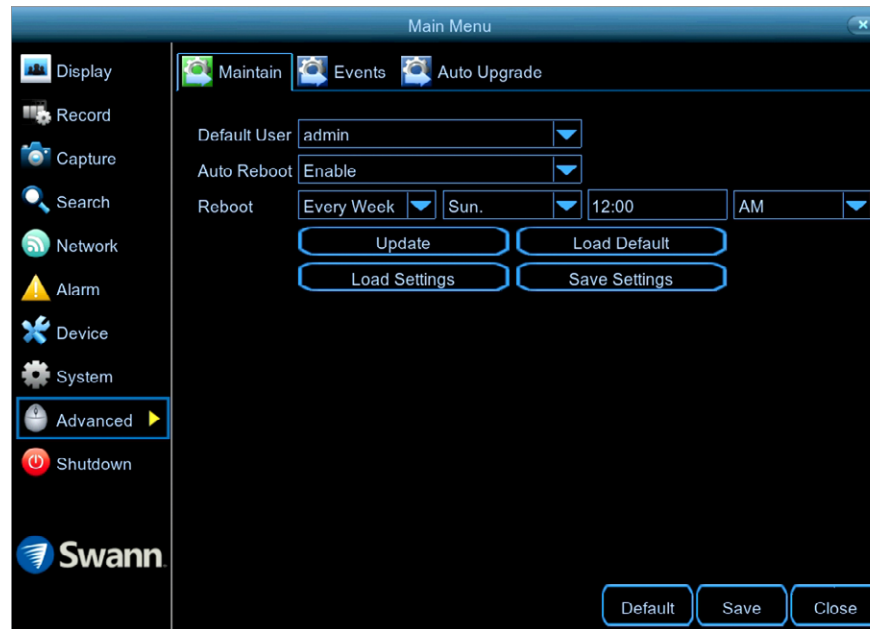 Main Menu
Display
Record
Capture
Search
Network
Alarm
Device
System
Advanced
Shutdown
Swann
Maintain Events Auto Upgrade
Default User admin
Auto Reboot Enable
Reboot Every Week Sun. 12:00 AM
Update Load Default
Load Settings Save Settings
Default Save Close